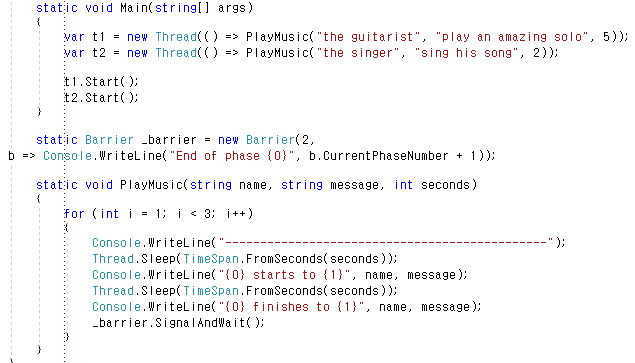 static void Main(string[] args)
{
var t1 = new Thread(() => PlayMusic("the guitarist", "play an amazing solo", 5));
var t2 = new Thread(() => PlayMusic("the singer", "sing his song", 2));
t1.Start();
t2.Start();
}
static Barrier _barrier = new Barrier(2,
b => Console.WriteLine("End of phase {0}", b.CurrentPhaseNumber + 1));
static void PlayMusic(string name, string message, int seconds)
{
for (int i = 1; i < 3; i++)
{
Console.WriteLine("----------------------------------------------");
Thread.Sleep(TimeSpan.FromSeconds(seconds));
Console.WriteLine("{0} starts to {1}", name, message);
Thread.Sleep(TimeSpan.FromSeconds(seconds));
Console.WriteLine("{0} finishes to {1}", name, message);
_barrier.SignalAndWait();
}
}